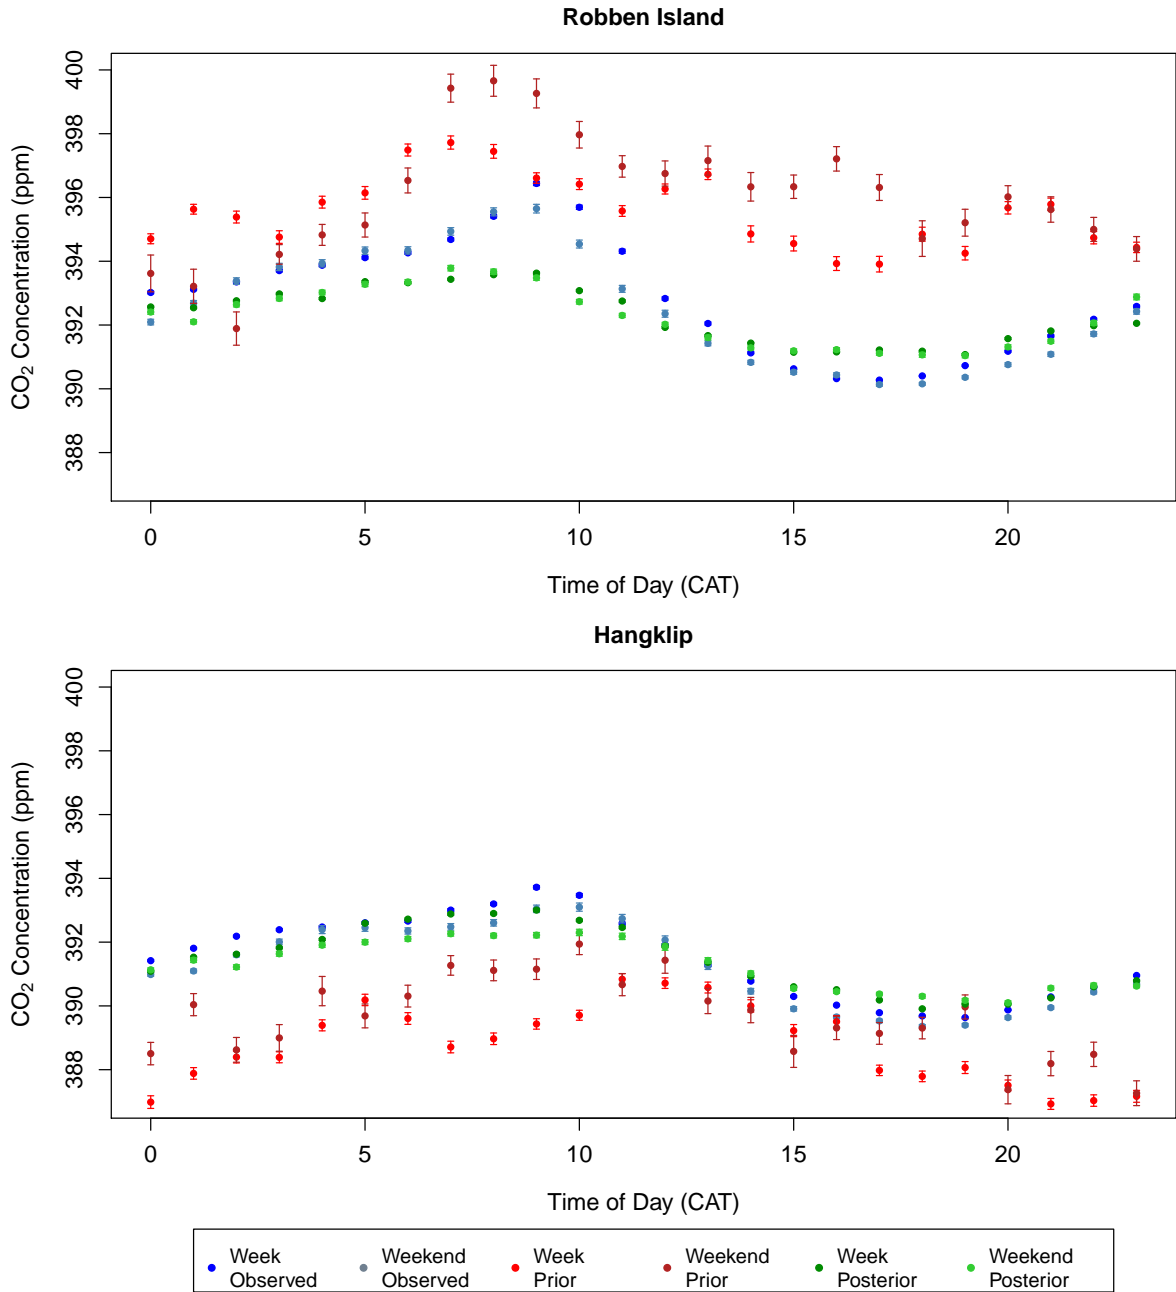 Robben Island
CO2 Concentration (ppm)
400
398
396
394
392
390
388
0 5 10 15 20
Time of Day (CAT)
Hangklip
CO2 Concentration (ppm)
400
398
396
394
392
390
388
0 5 10 15 20
Time of Day (CAT)
Week Observed
Weekend Observed
Week Prior
Weekend Prior
Week Posterior
Weekend Posterior